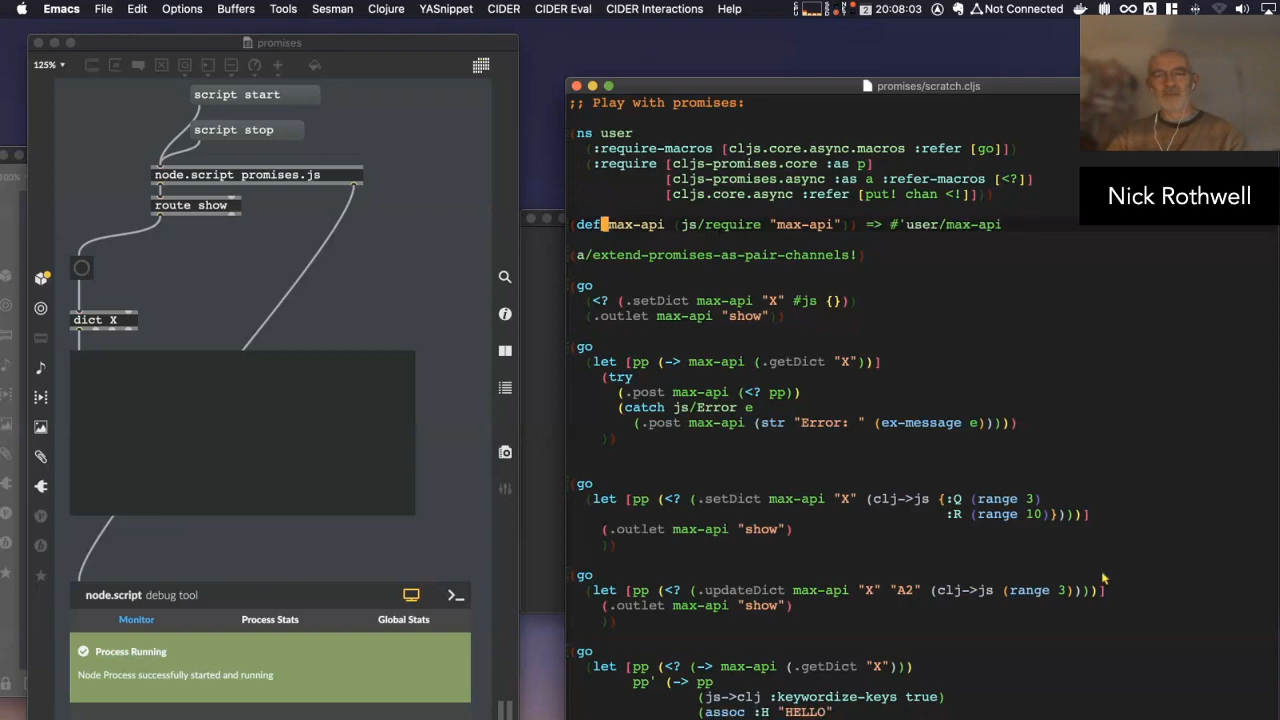 Emacs File Edit Options Buffers Tools Sesman Clojure YASnippet CIDER CIDER Eval CIDER Interactions Help 2 20:08:03 Not Connected
promises
125%
script start
script stop
node.script promises.js
route show
dict X
node.script debug tool
Monitor Process Stats Global Stats
Process Running
Node Process successfully started and running
promises/scratch.cljs
;; Play with promises:
(ns user
(:require-macros [cljs.core.async.macros :refer [go]])
(:require [cljs-promises.core :as p]
[cljs-promises.async :as a :refer-macros [<?]]
[cljs.core.async :refer [put! chan <!]]))
(def max-api (js/require "max-api")) => #'user/max-api
(a/extend-promises-as-pair-channels!)
(go
(<? (.setDict max-api "X" #js {}))
(.outlet max-api "show"))
(go
(let [pp (-> max-api (.getDict "X"))]
(try
(.post max-api (<? pp))
(catch js/Error e
(.post max-api (str "Error: " (ex-message e)))))
))
(go
(let [pp (<? (.setDict max-api "X" (clj->js {:Q (range 3)
:R (range 10)})))]
(.outlet max-api "show")
))
(go
(let [pp (<? (.updateDict max-api "X" "A2" (clj->js (range 3))))]
(.outlet max-api "show")
))
(go
(let [pp (<? (-> max-api (.getDict "X")))
pp' (-> pp
(js->clj :keywordize-keys true)
(assoc :H "HELLO"
Nick Rothwell